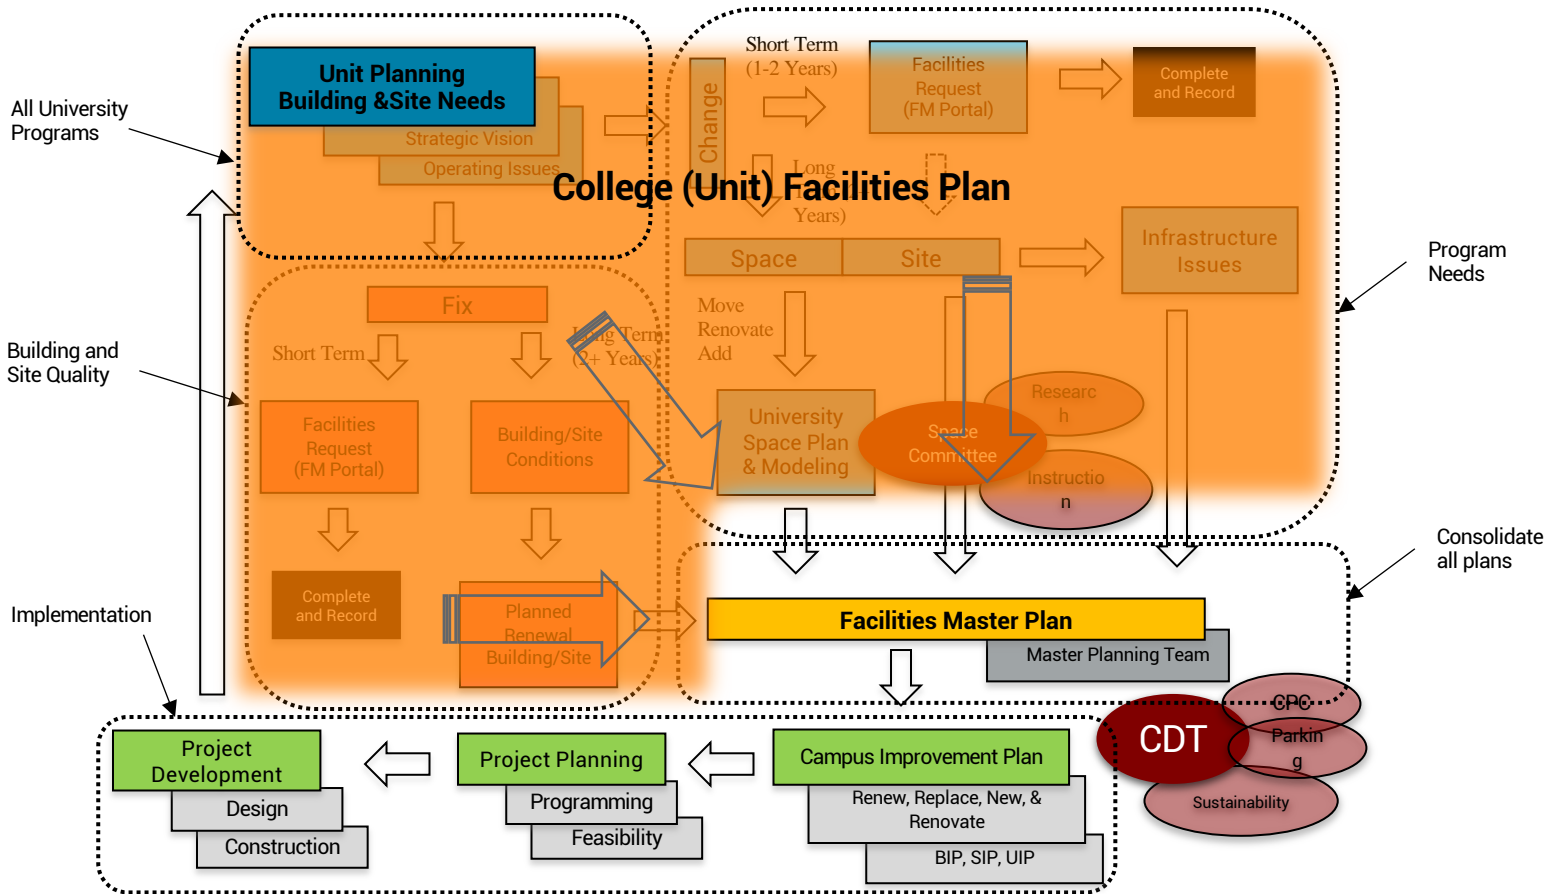 All University
Programs
Unit Planning
Building &Site Needs
Strategic Vision
Operating Issues
Change
Short Term
(1-2 Years)
Facilities
Request
(FM Portal)
Complete
and Record
Long
Years)
College (Unit) Facilities Plan
Space
Site
Infrastructure
Issues
Program
Needs
Fix
Short Term
Long Term
(2+ Years)
Move
Renovate
Add
Building and
Site Quality
Facilities
Request
(FM Portal)
Building/Site
Conditions
University
Space Plan
& Modeling
Space
Committee
Researc
h
Instructio
n
Complete
and Record
Planned
Renewal
Building/Site
Consolidate
all plans
Facilities Master Plan
Master Planning Team
Implementation
CDT
CPC
Parkin
g
Sustainability
Project
Development
Design
Construction
Project Planning
Programming
Feasibility
Campus Improvement Plan
Renew, Replace, New, &
Renovate
BIP, SIP, UIP